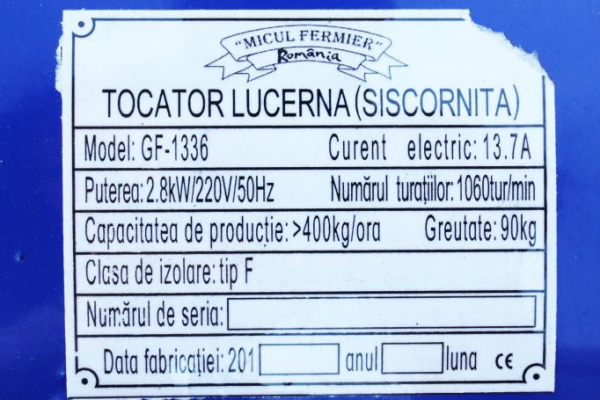 "MICUL FERMIER"
România
TOCATOR LUCERNA (SISCORNITA)
Model: GF-1336 Curent electric: 13.7A
Puterea: 2.8kW/220V/50Hz Numărul turațiilor: 1060tur/min
Capacitatea de producție: >400kg/ora Greutate: 90kg
Clasa de izolare: tip F
Numărul de seria:
Data fabricației: 201 anul luna CE